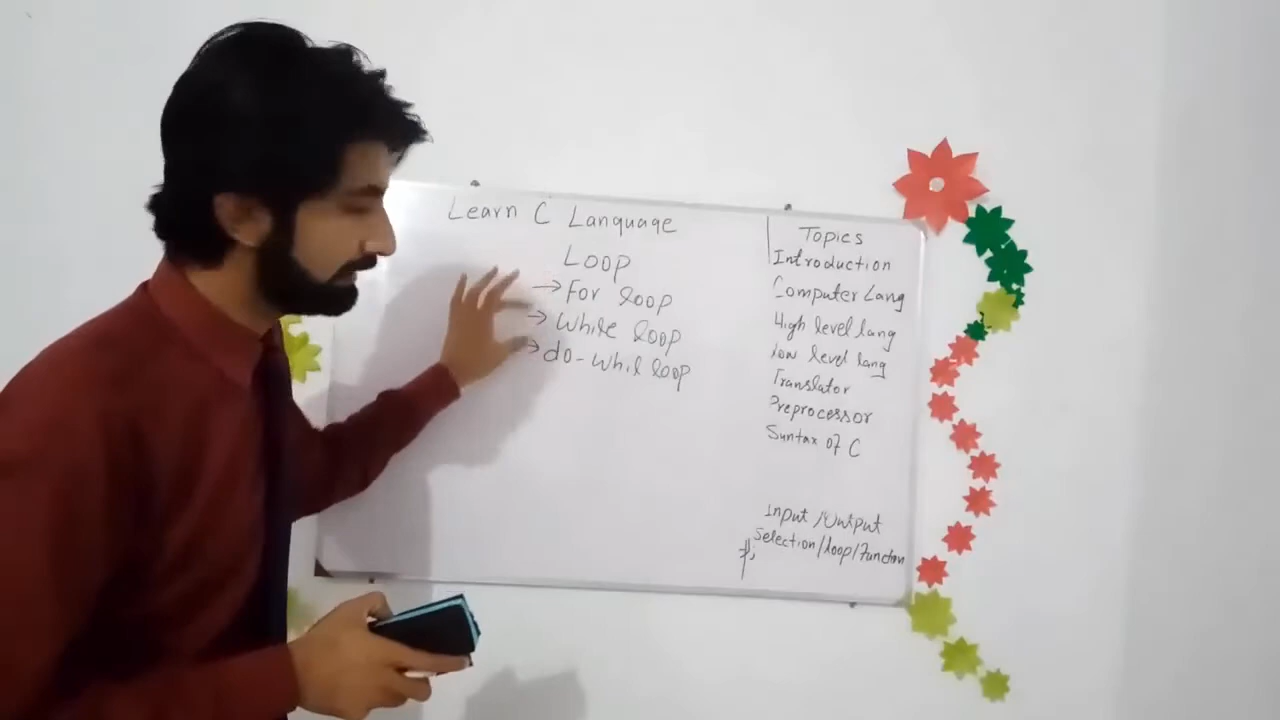 Learn C Language
Loop
→ For loop
→ While loop
→ do-whil loop
Topics
Introduction
Computer Lang
High level lang
low level lang
Translator
Preprocessor
Suntax of C
Input /Output
Selection/loop/Function